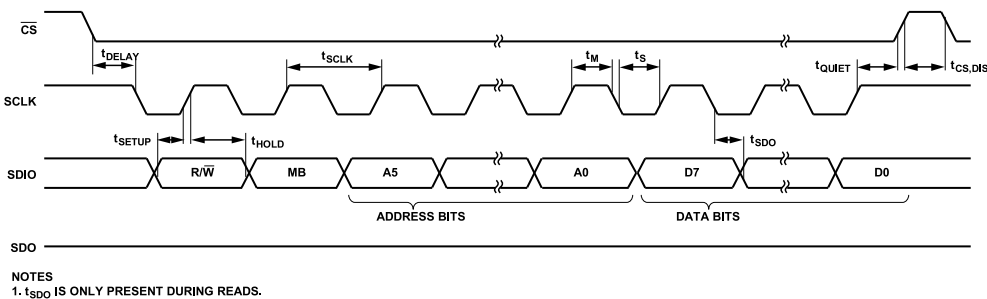 CS
tDELAY
tSCLK
tM
tS
tQUIET
tCS,DIS
SCLK
tSETUP
tHOLD
tSDO
SDIO
R/W
MB
A5
A0
D7
D0
ADDRESS BITS
DATA BITS
SDO
NOTES
1. tSDO IS ONLY PRESENT DURING READS.